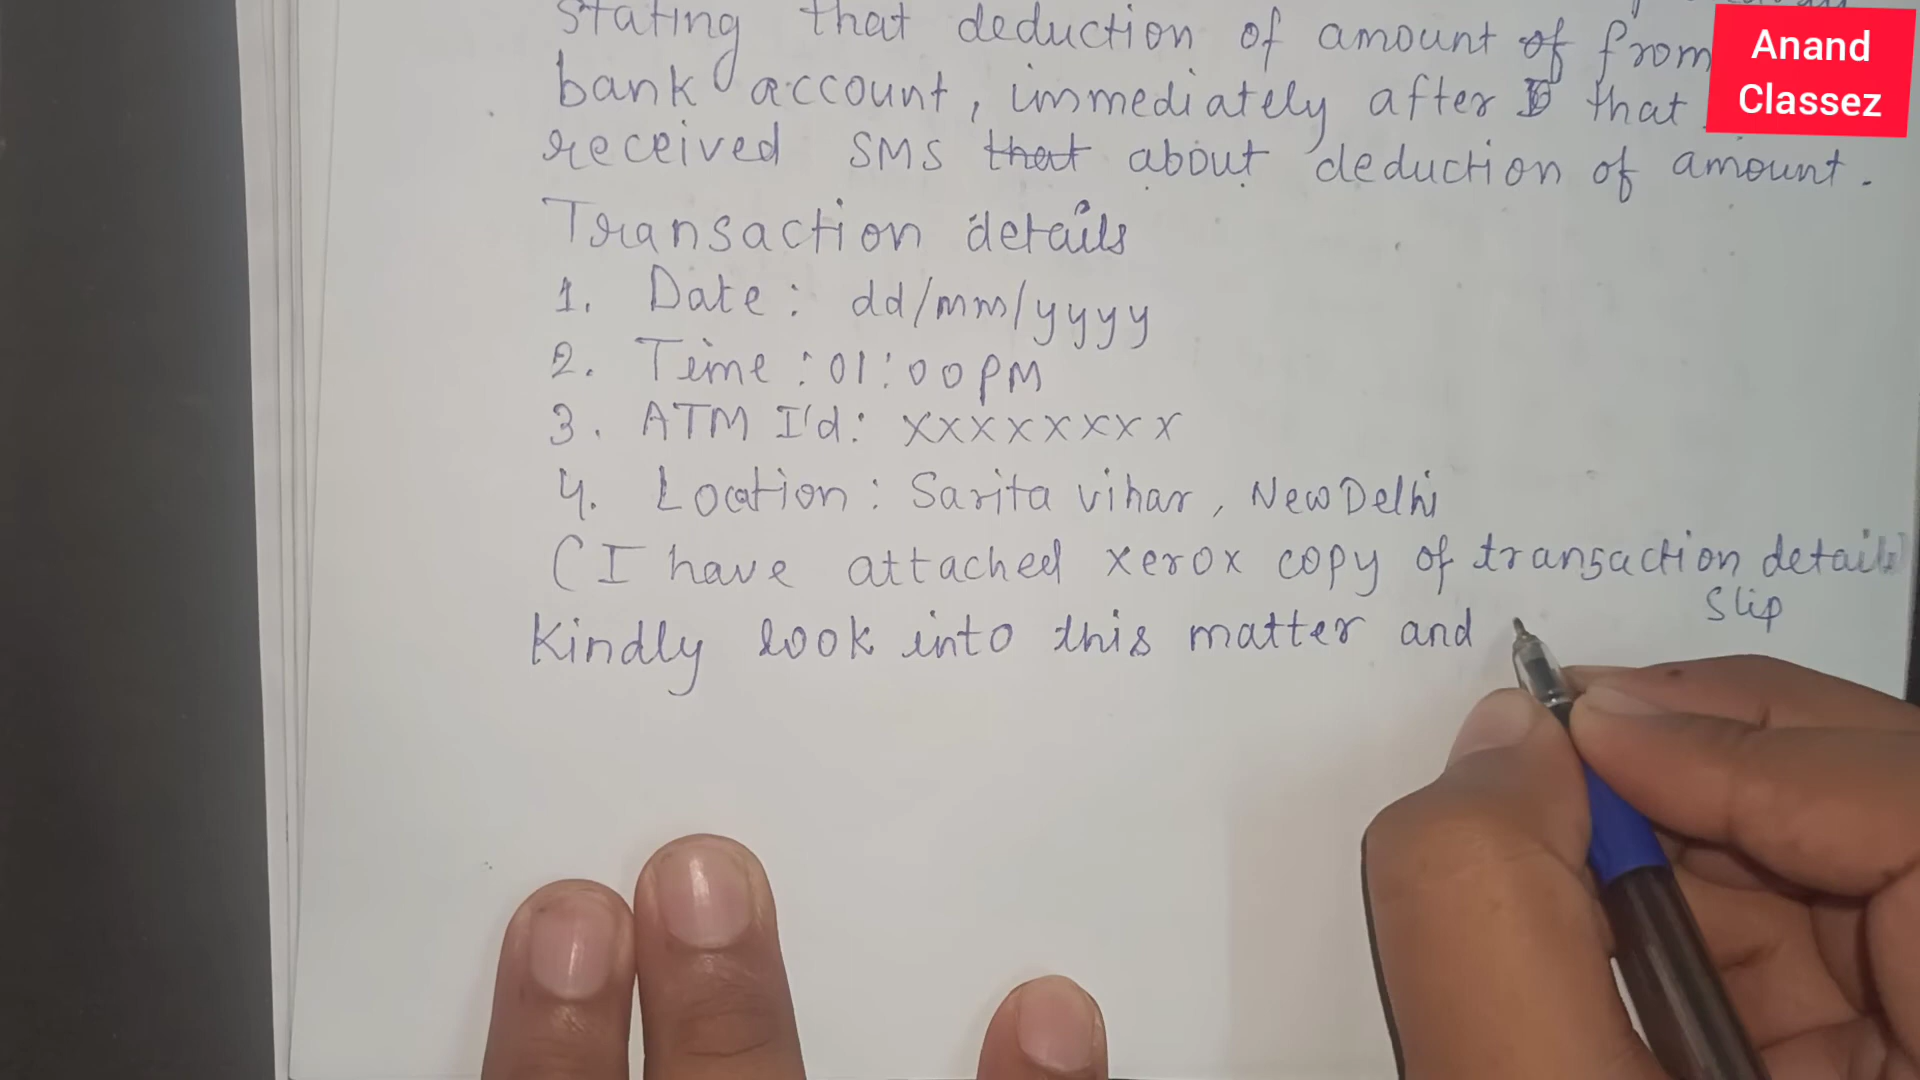 stating that deduction of amount of from
bank account, immediately after that
received SMS that about deduction of amount.
Transaction details
1. Date: dd/mm/yyyy
2. Time: 01:00PM
3. ATM I'd: xxxxxxxx
4. Location: Sarita vihar, New Delhi
(I have attached xerox copy of transaction details)
slip
Kindly look into this matter and
Anand
Classez